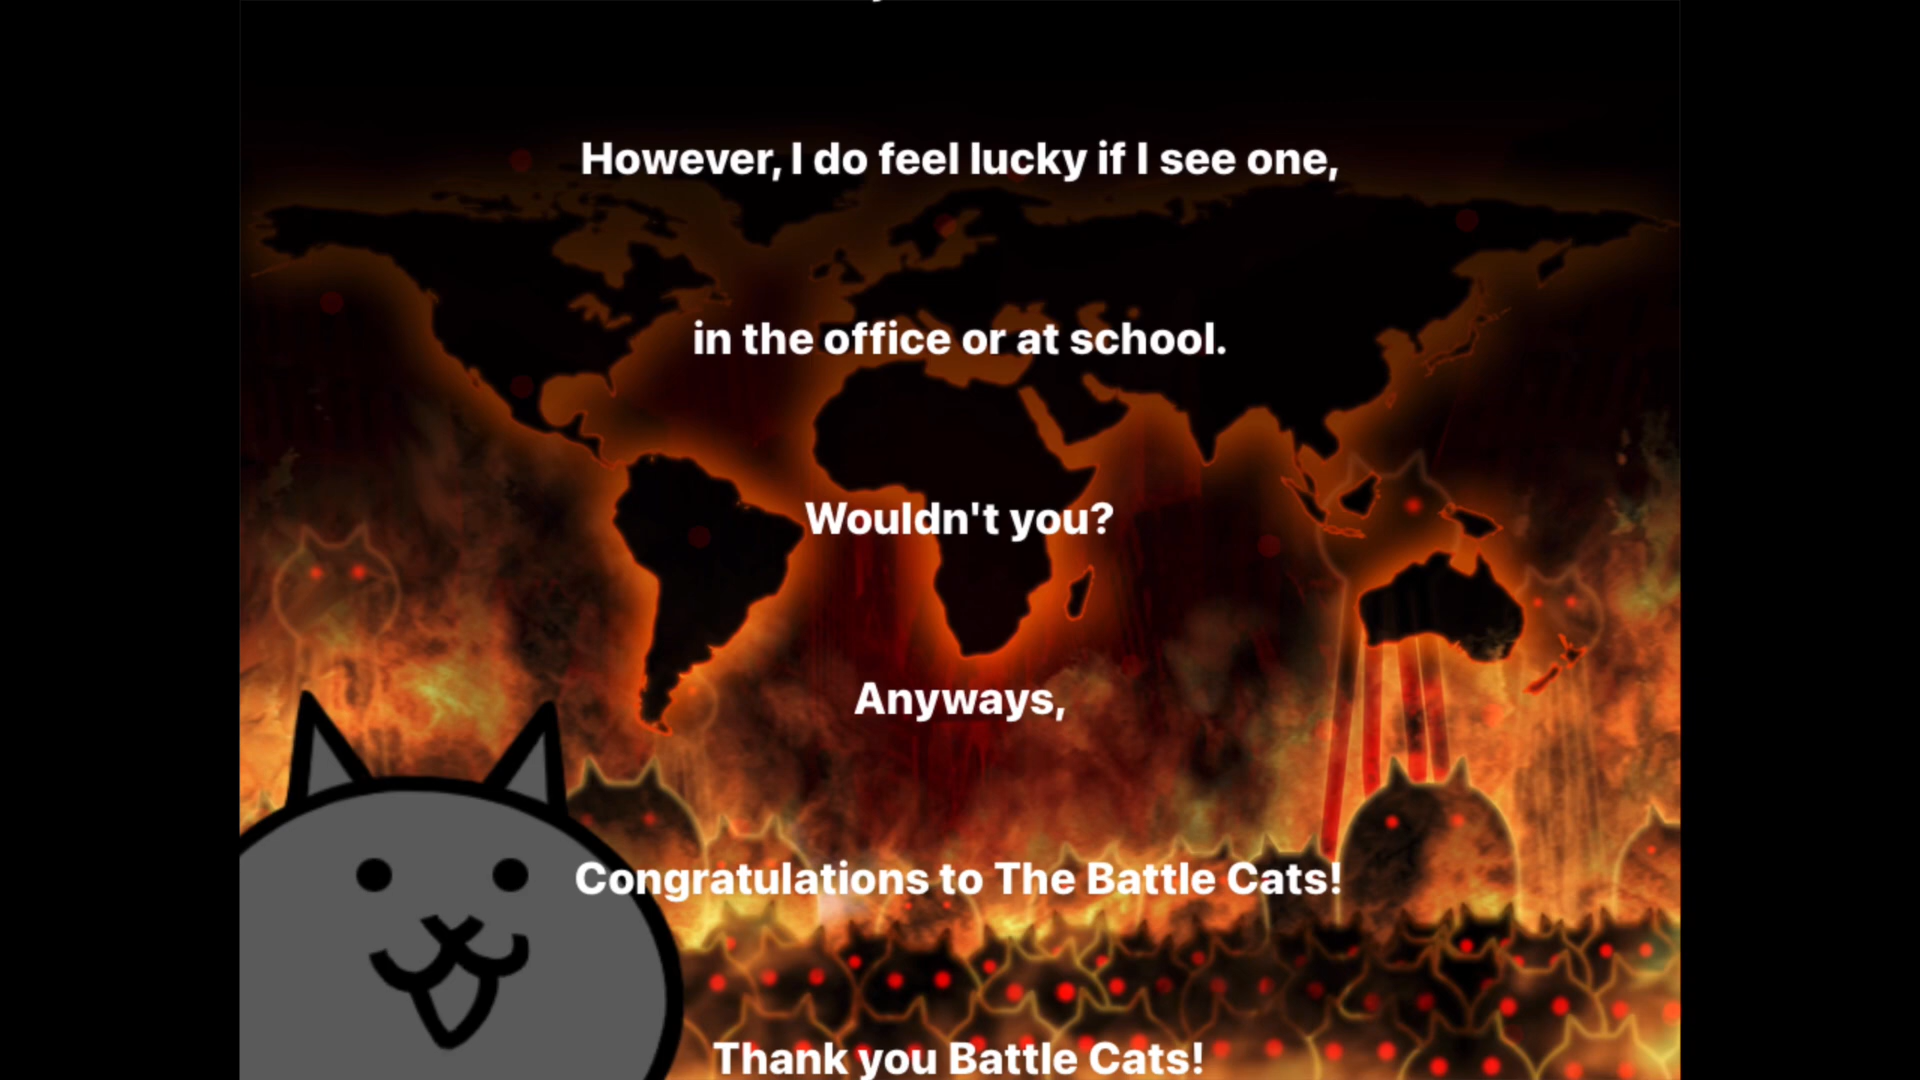 However, I do feel lucky if I see one,
in the office or at school.
Wouldn't you?
Anyways,
Congratulations to The Battle Cats!
Thank you Battle Cats!